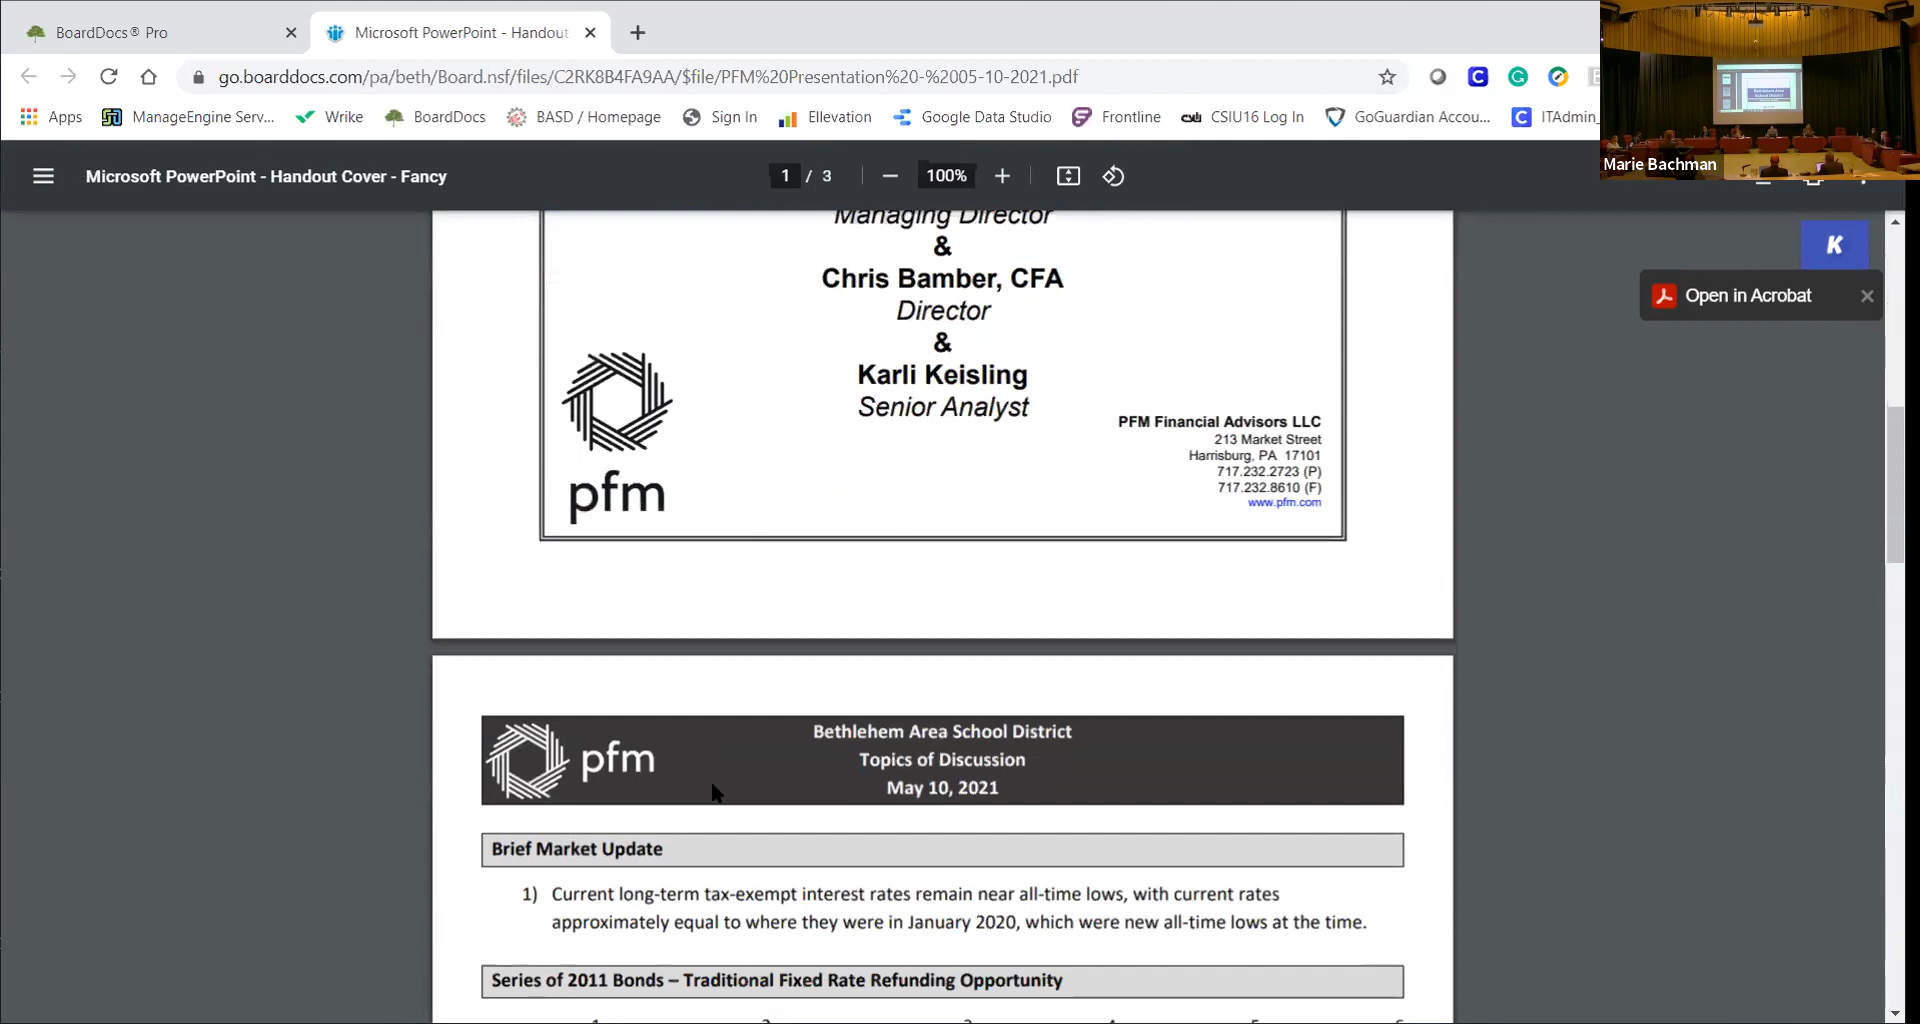 BoardDocs® Pro
Microsoft PowerPoint - Handout
go.boarddocs.com/pa/beth/Board.nsf/files/C2RK8B4FA9AA/$file/PFM%20Presentation%20-%2005-10-2021.pdf
Apps ManageEngine Serv... Wrike BoardDocs BASD / Homepage Sign In Ellevation Google Data Studio Frontline CSIU16 Log In GoGuardian Accou... ITAdmin
Marie Bachman
Microsoft PowerPoint - Handout Cover - Fancy
1 / 3
100%
K
Open in Acrobat
Managing Director
&
Chris Bamber, CFA
Director
&
Karli Keisling
Senior Analyst
pfm
PFM Financial Advisors LLC
213 Market Street
Harrisburg, PA 17101
717.232.2723 (P)
717.232.8610 (F)
www.pfm.com
pfm
Bethlehem Area School District
Topics of Discussion
May 10, 2021
Brief Market Update
1) Current long-term tax-exempt interest rates remain near all-time lows, with current rates
approximately equal to where they were in January 2020, which were new all-time lows at the time.
Series of 2011 Bonds – Traditional Fixed Rate Refunding Opportunity